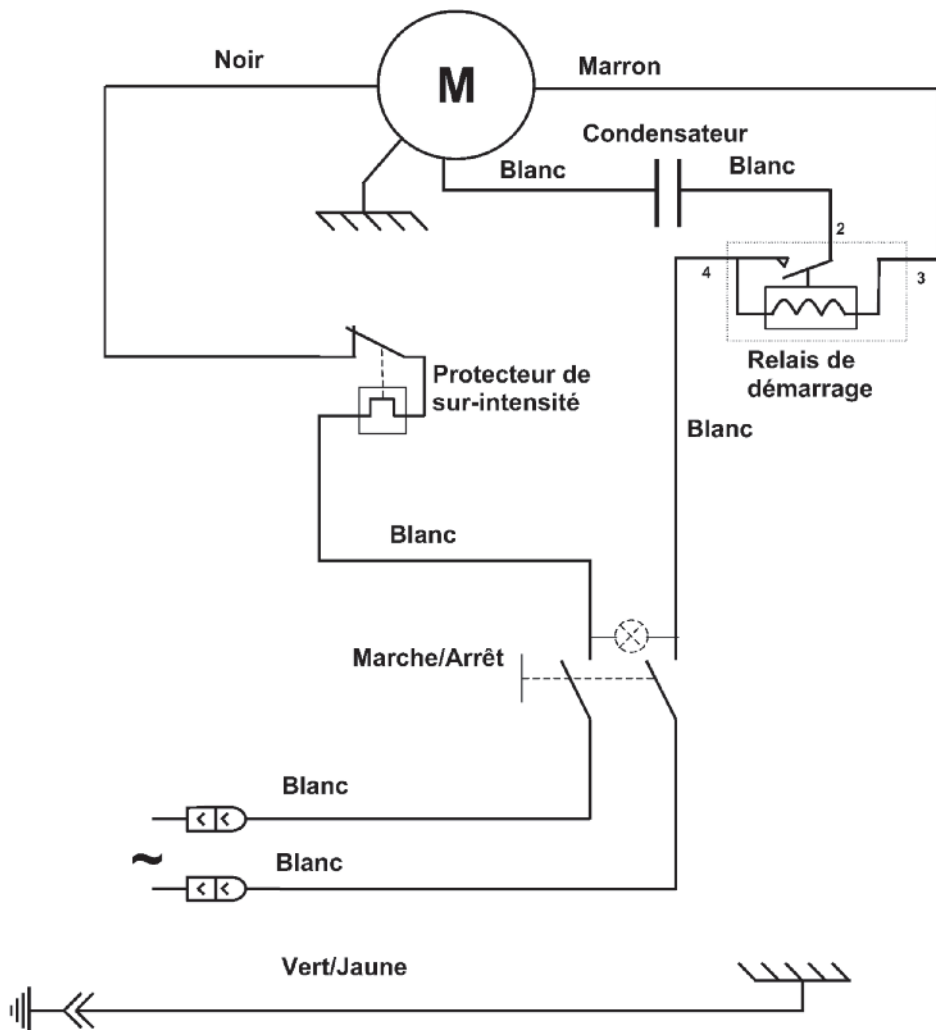 Noir
M
Marron
Condensateur
Blanc
Blanc
2
4
3
Relais de
démarrage
Protecteur de
sur-intensité
Blanc
Blanc
Marche/Arrêt
Blanc
~
Blanc
Vert/Jaune